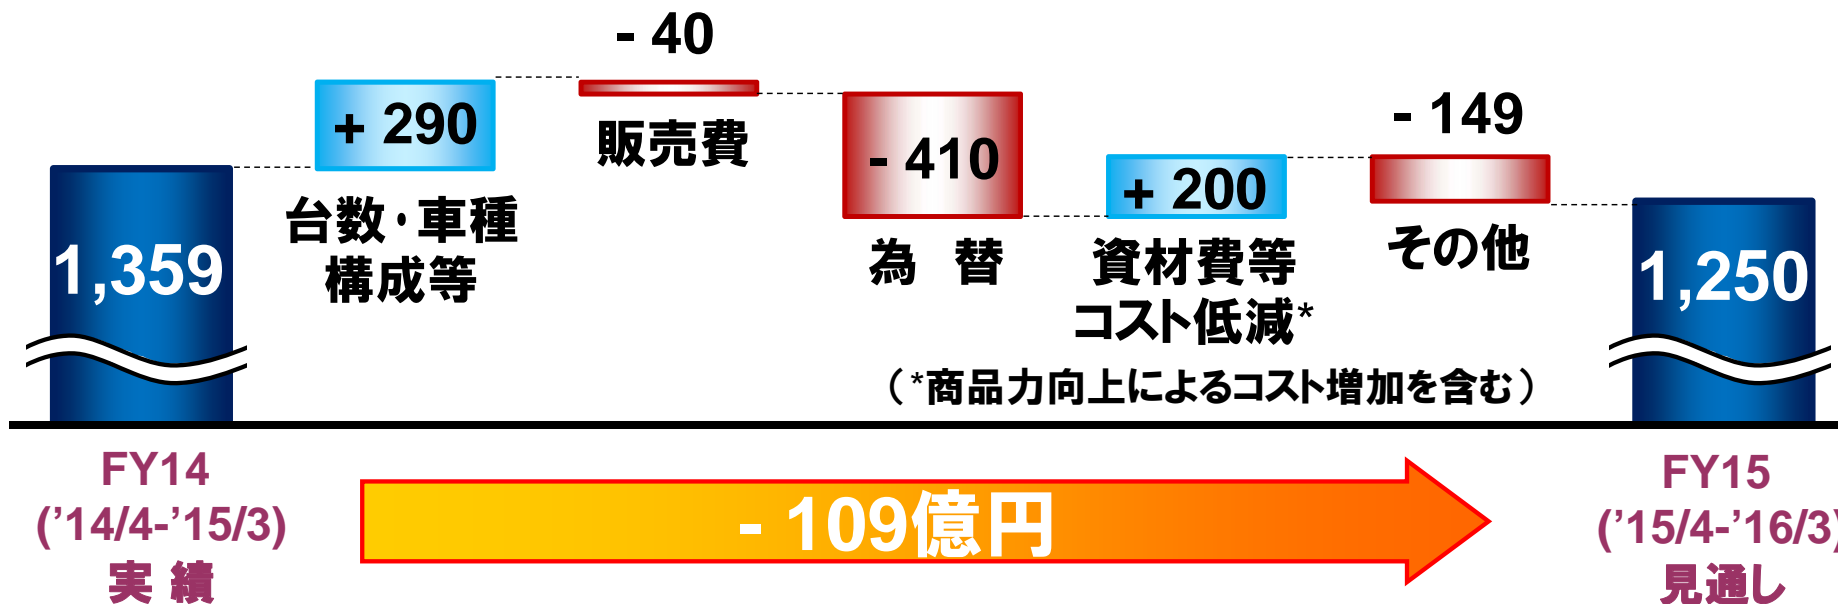 - 40
+ 290
販売費
- 410
- 149
1,359
台数・車種
構成等
為 替
+ 200
資材費等
コスト低減*
その他
1,250
(*商品力向上によるコスト増加を含む)
FY14
('14/4-'15/3)
実 績
- 109億円
FY15
('15/4-'16/3)
見通し